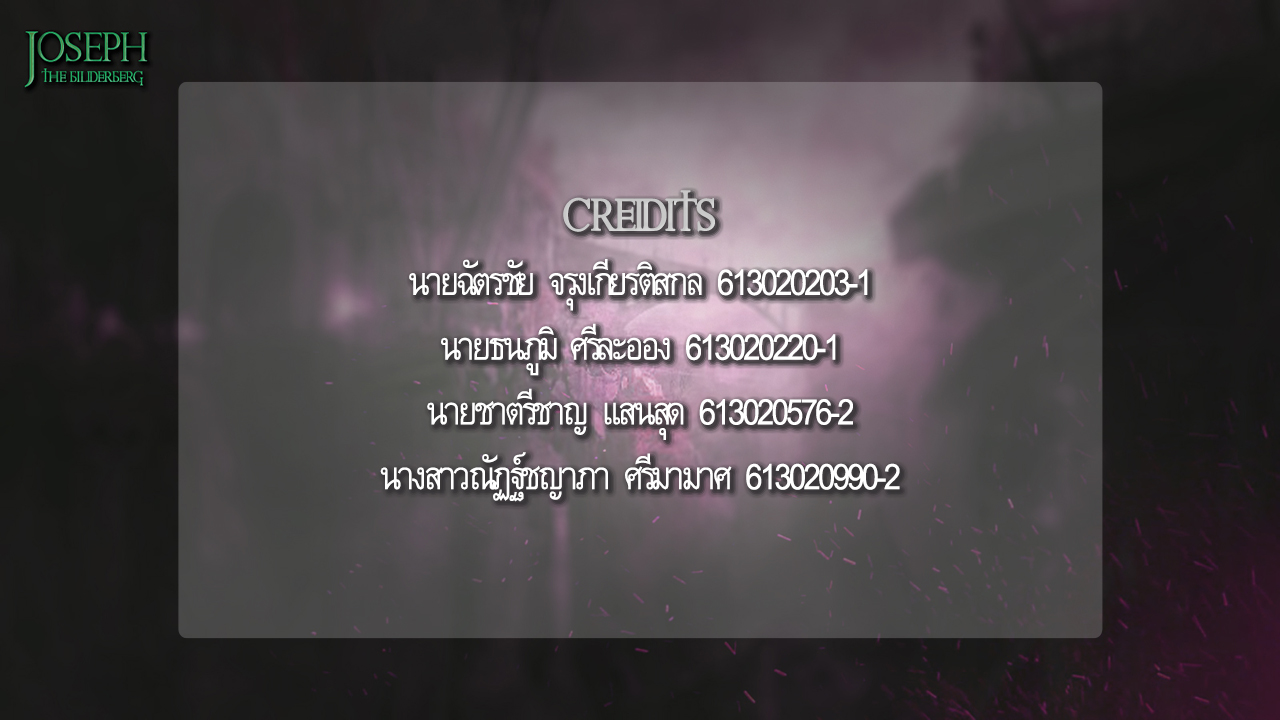 JOSEPH
THE BILIDERBERG
CREDITS
นายฉัตรชัย จรุงเกียรติสกล 613020203-1
นายธนภูมิ ศรีละออง 613020220-1
นายชาตรีชาญ แสนสุด 613020576-2
นางสาวณัฏฐ์ชญาภา ศรีมามาศ 613020990-2